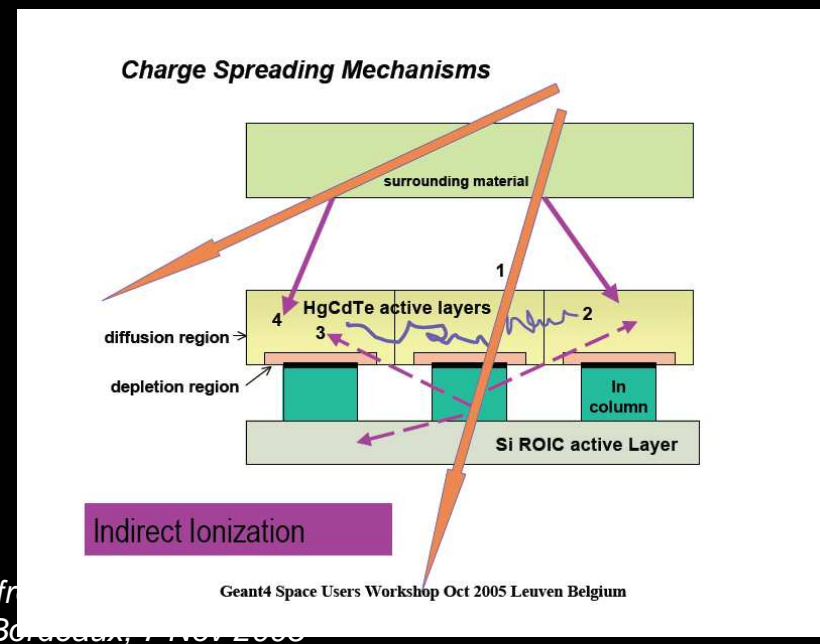 Charge Spreading Mechanisms
surrounding material
1
HgCdTe active layers
2
4
3
diffusion region
depletion region
In
column
Si ROIC active Layer
Indirect Ionization
Geant4 Space Users Workshop Oct 2005 Leuven Belgium